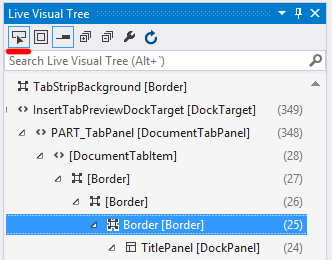 Live Visual Tree
Search Live Visual Tree (Alt+`)
TabStripBackground [Border]
InsertTabPreviewDockTarget [DockTarget] (349)
PART_TabPanel [DocumentTabPanel] (348)
[DocumentTabItem] (28)
[Border] (27)
[Border] (26)
Border [Border] (25)
TitlePanel [DockPanel] (24)